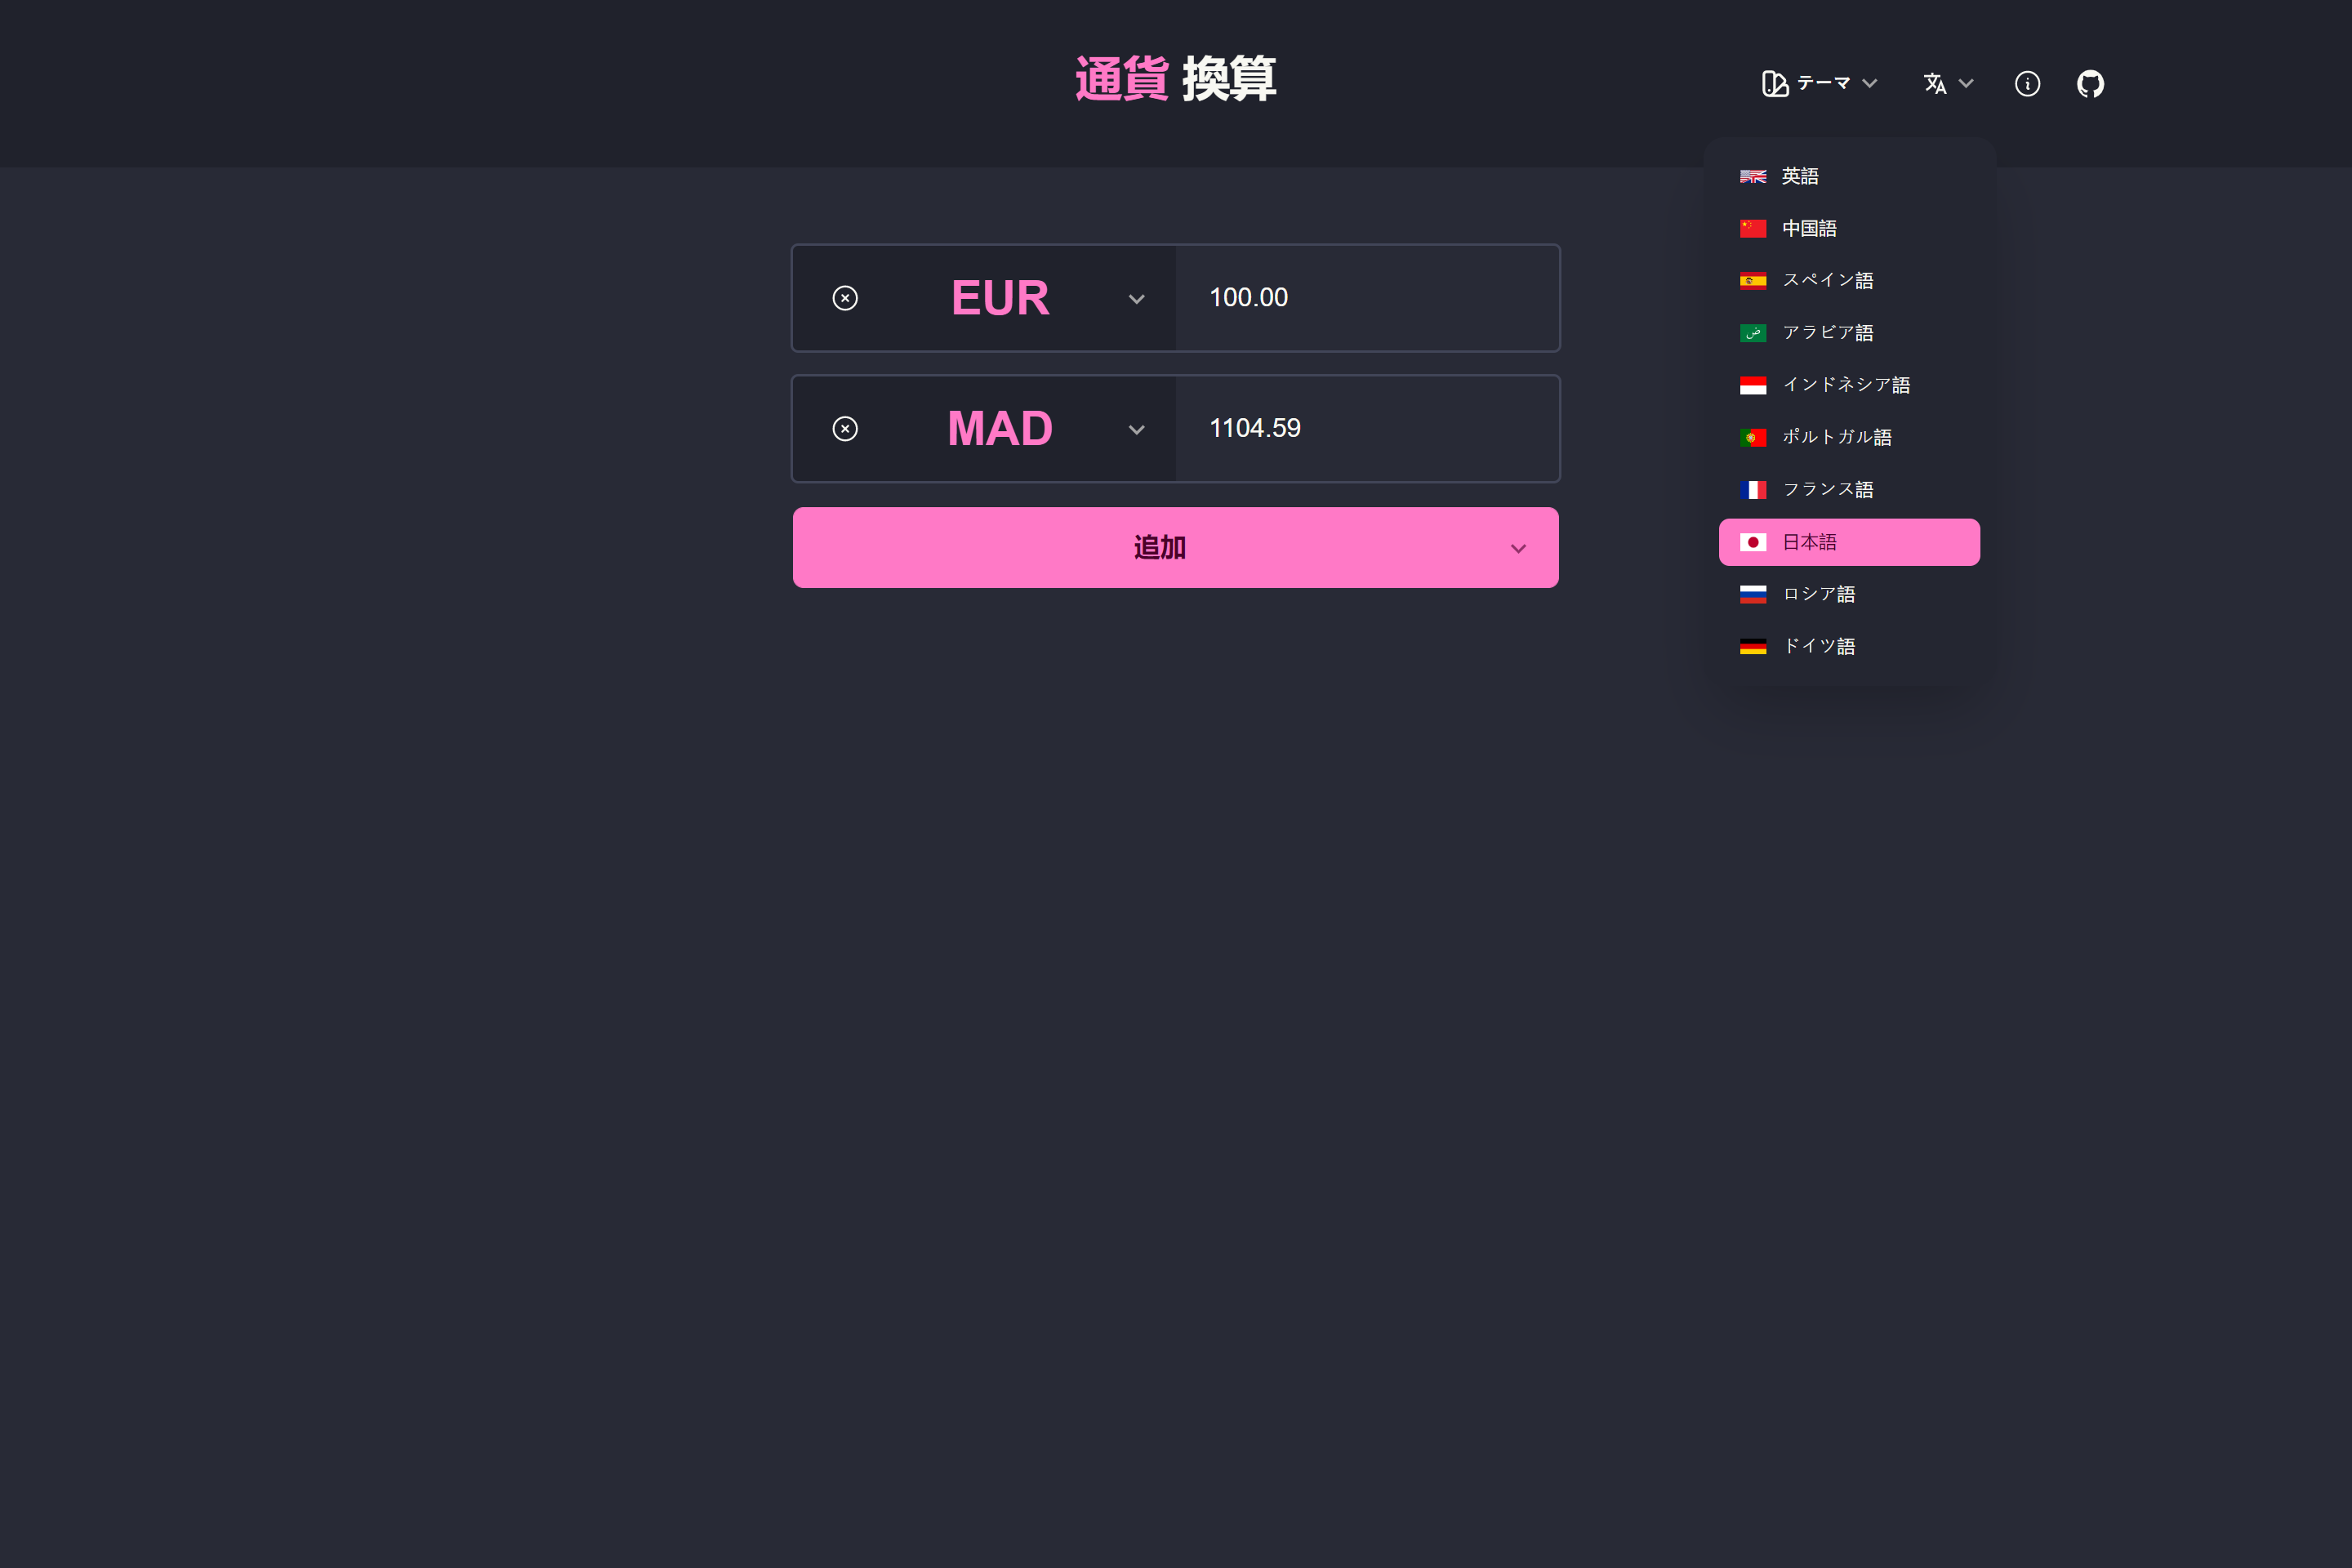 通貨 換算
テーマ
英語
中国語
スペイン語
アラビア語
インドネシア語
ポルトガル語
フランス語
日本語
ロシア語
ドイツ語
EUR
100.00
MAD
1104.59
追加